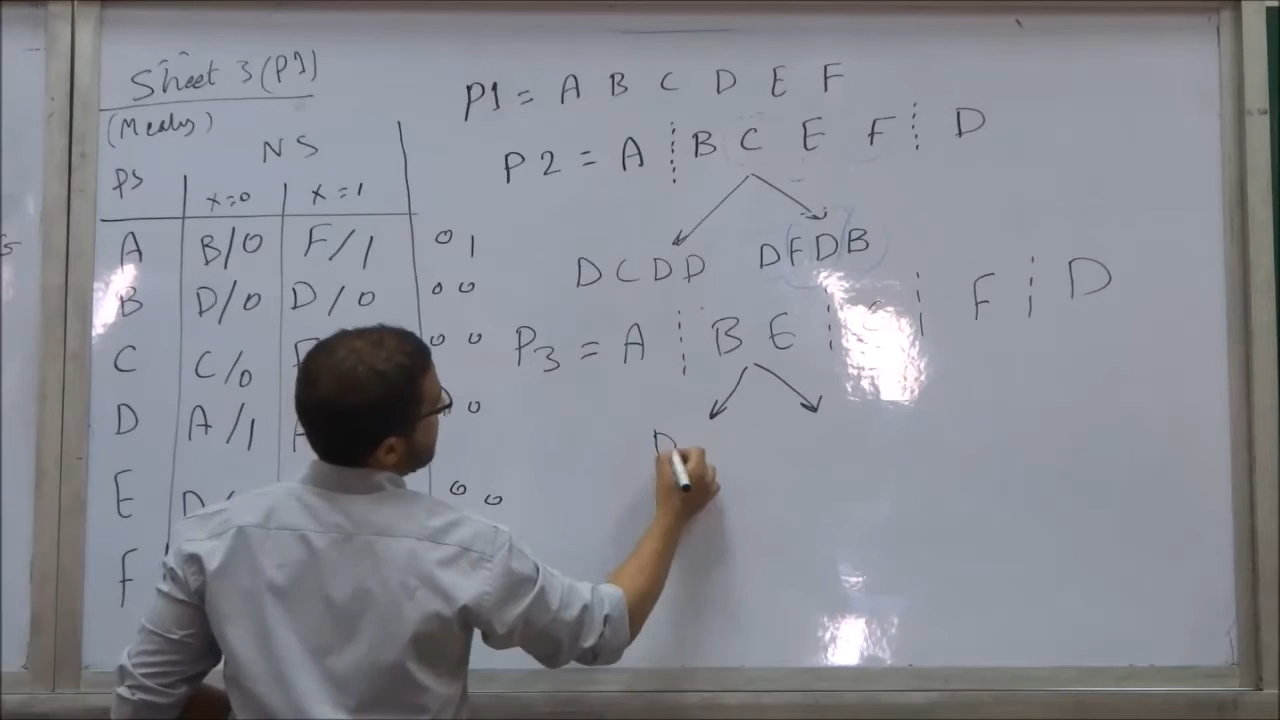 Sheet 3 (P1)
(Mealy)
NS
PS x=0 x=1
A B/0 F/1 0 1
B D/0 D/0 0 0
C C/0 0 0
D A/1 0
E 0 0
F
P1 = A B C D E F
P2 = A B C E F D
D C D D D F D B
P3 = A B E C F D
D